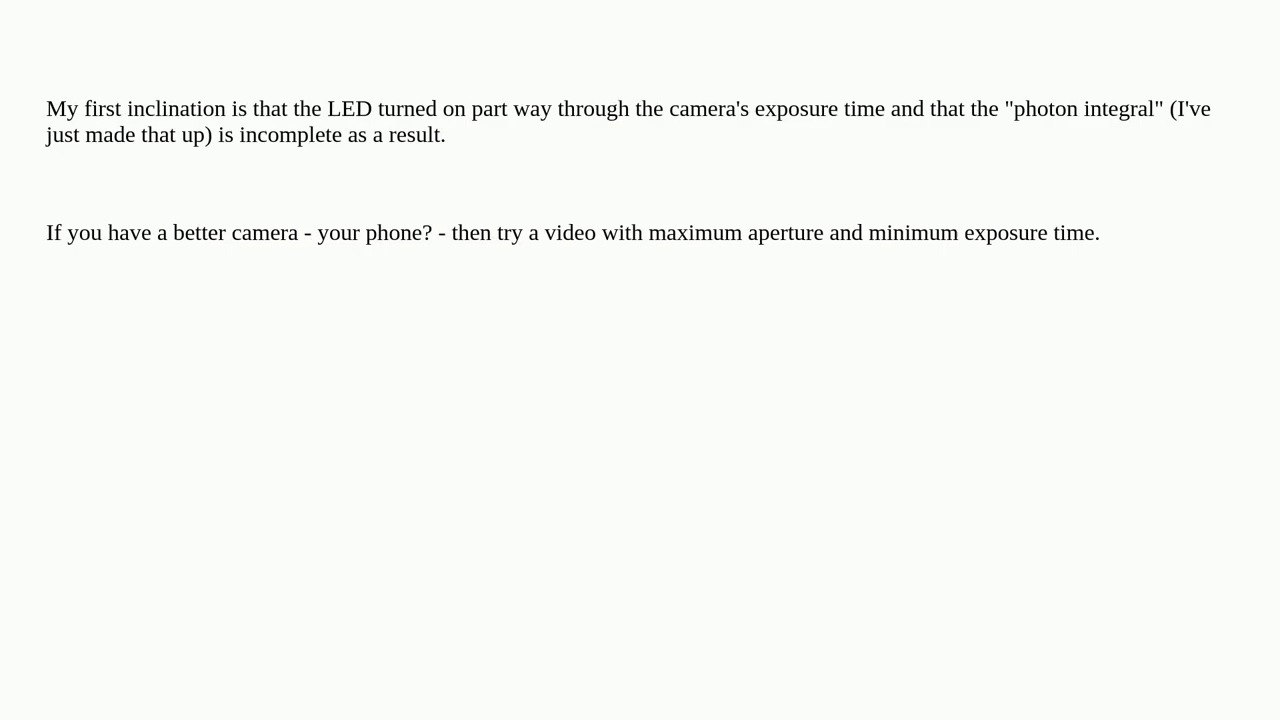 My first inclination is that the LED turned on part way through the camera's exposure time and that the "photon integral" (I've
just made that up) is incomplete as a result.
If you have a better camera - your phone? - then try a video with maximum aperture and minimum exposure time.